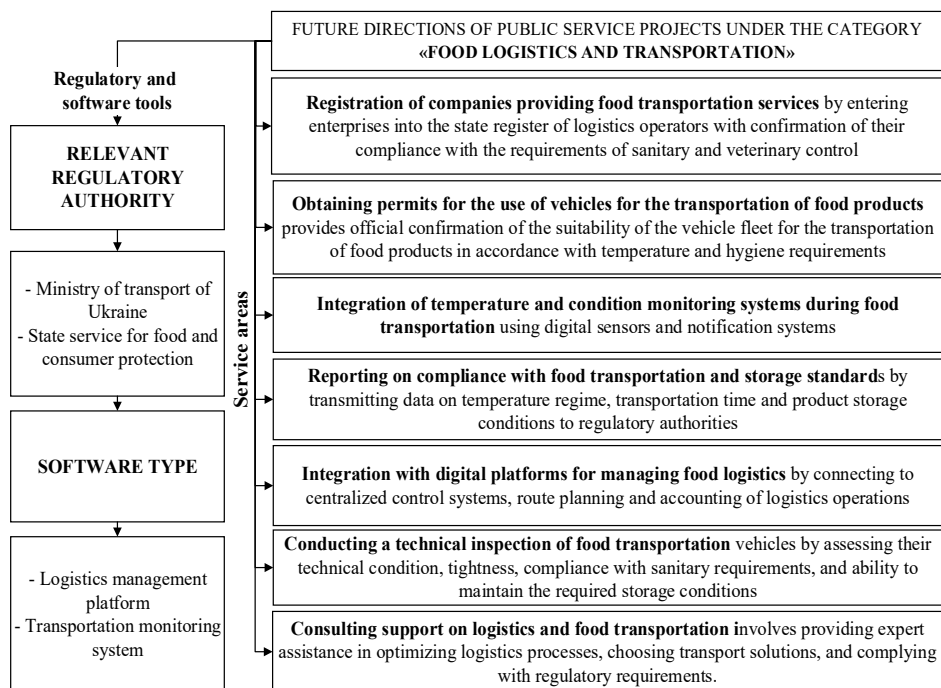 FUTURE DIRECTIONS OF PUBLIC SERVICE PROJECTS UNDER THE CATEGORY
«FOOD LOGISTICS AND TRANSPORTATION»
Regulatory and
software tools
RELEVANT
REGULATORY
AUTHORITY
- Ministry of transport of
Ukraine
- State service for food and
consumer protection
SOFTWARE TYPE
- Logistics management
platform
- Transportation monitoring
system
Service areas
Registration of companies providing food transportation services by entering
enterprises into the state register of logistics operators with confirmation of their
compliance with the requirements of sanitary and veterinary control
Obtaining permits for the use of vehicles for the transportation of food products
provides official confirmation of the suitability of the vehicle fleet for the transportation
of food products in accordance with temperature and hygiene requirements
Integration of temperature and condition monitoring systems during food
transportation using digital sensors and notification systems
Reporting on compliance with food transportation and storage standards by
transmitting data on temperature regime, transportation time and product storage
conditions to regulatory authorities
Integration with digital platforms for managing food logistics by connecting to
centralized control systems, route planning and accounting of logistics operations
Conducting a technical inspection of food transportation vehicles by assessing their
technical condition, tightness, compliance with sanitary requirements, and ability to
maintain the required storage conditions
Consulting support on logistics and food transportation involves providing expert
assistance in optimizing logistics processes, choosing transport solutions, and complying
with regulatory requirements.